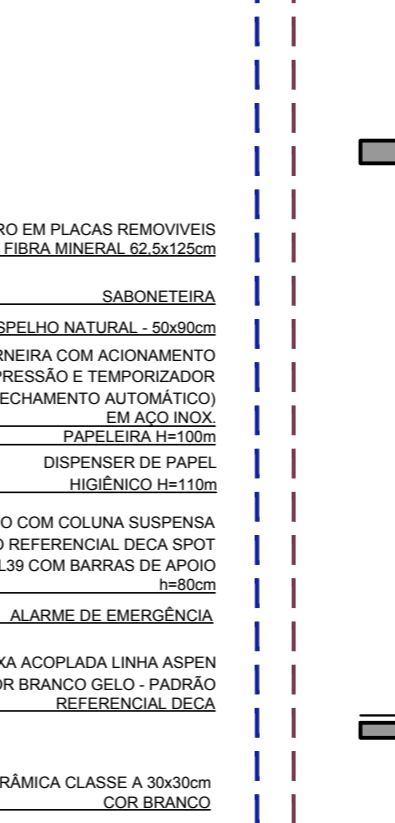 RO EM PLACAS REMOVIVEIS
FIBRA MINERAL 62,5x125cm
SABONETEIRA
SPELHO NATURAL - 50x90cm
RNEIRA COM ACIONAMENTO
PRESSÃO E TEMPORIZADOR
ECHAMENTO AUTOMÁTICO)
EM AÇO INOX.
PAPELEIRA H=100m
DISPENSER DE PAPEL
HIGIÊNICO H=110m
O COM COLUNA SUSPENSA
O REFERENCIAL DECA SPOT
L39 COM BARRAS DE APOIO
h=80cm
ALARME DE EMERGÊNCIA
XA ACOPLADA LINHA ASPEN
OR BRANCO GELO - PADRÃO
REFERENCIAL DECA
RÂMICA CLASSE A 30x30cm
COR BRANCO